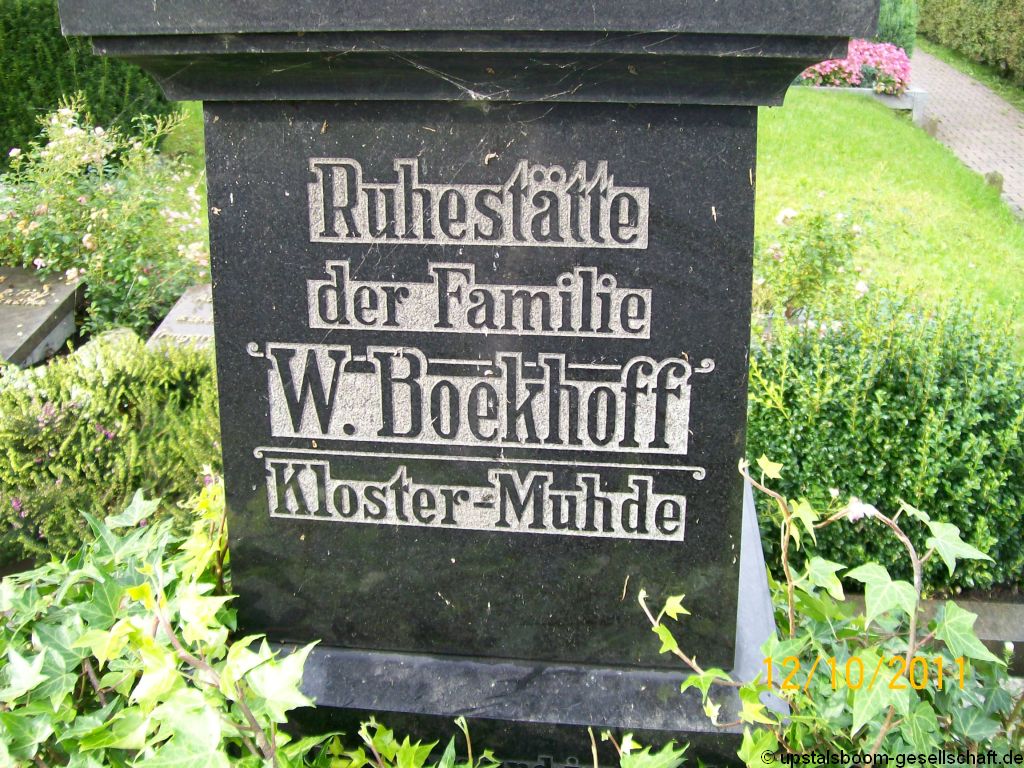 Ruhestätte
der Familie
W. Boekhoff
Kloster-Muhde
12/10/2011
© upstalsboom-gesellschaft.de